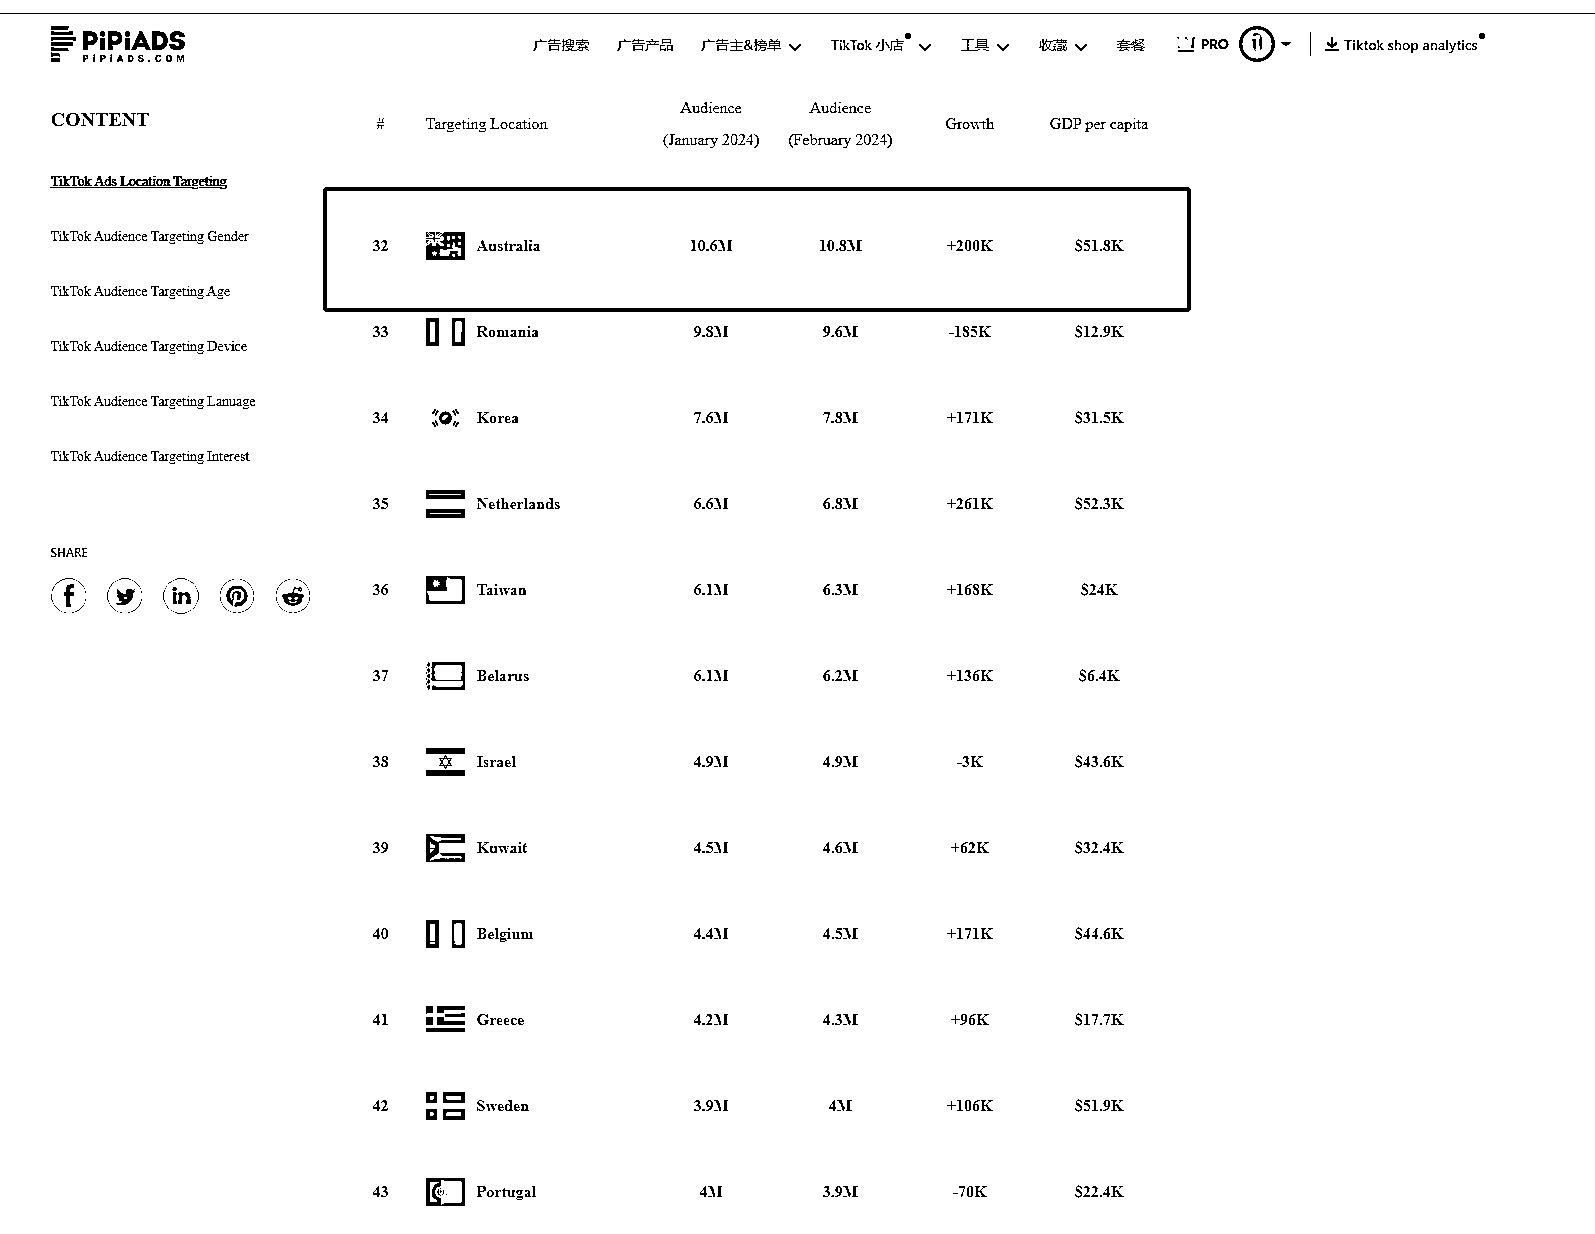 PiPiADS
PIPIADS.COM
广告搜索 广告产品 广告主&榜单 TikTok 小店 工具 收藏 套餐 PRO Tiktok shop analytics
CONTENT
TikTok Ads Location Targeting
TikTok Audience Targeting Gender
TikTok Audience Targeting Age
TikTok Audience Targeting Device
TikTok Audience Targeting Lanuage
TikTok Audience Targeting Interest
SHARE
# Targeting Location Audience (January 2024) Audience (February 2024) Growth GDP per capita
32 Australia 10.6M 10.8M +200K $51.8K
33 Romania 9.8M 9.6M -185K $12.9K
34 Korea 7.6M 7.8M +171K $31.5K
35 Netherlands 6.6M 6.8M +261K $52.3K
36 Taiwan 6.1M 6.3M +168K $24K
37 Belarus 6.1M 6.2M +136K $6.4K
38 Israel 4.9M 4.9M -3K $43.6K
39 Kuwait 4.5M 4.6M +62K $32.4K
40 Belgium 4.4M 4.5M +171K $44.6K
41 Greece 4.2M 4.3M +96K $17.7K
42 Sweden 3.9M 4M +106K $51.9K
43 Portugal 4M 3.9M -70K $22.4K